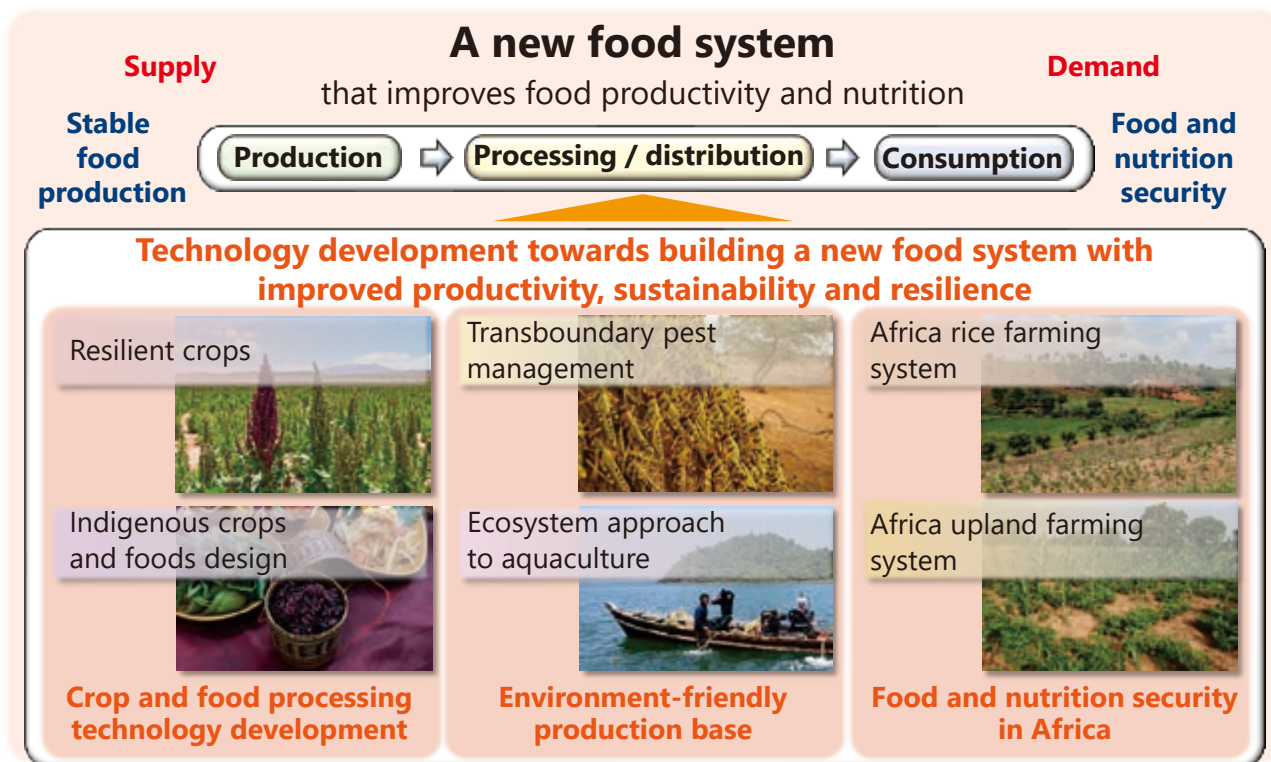 A new food system
that improves food productivity and nutrition
Supply
Demand
Stable
food
production
Production
Processing / distribution
Consumption
Food and
nutrition
security
Technology development towards building a new food system with
improved productivity, sustainability and resilience
Resilient crops
Indigenous crops
and foods design
Crop and food processing
technology development
Transboundary pest
management
Ecosystem approach
to aquaculture
Environment-friendly
production base
Africa rice farming
system
Africa upland farming
system
Food and nutrition security
in Africa